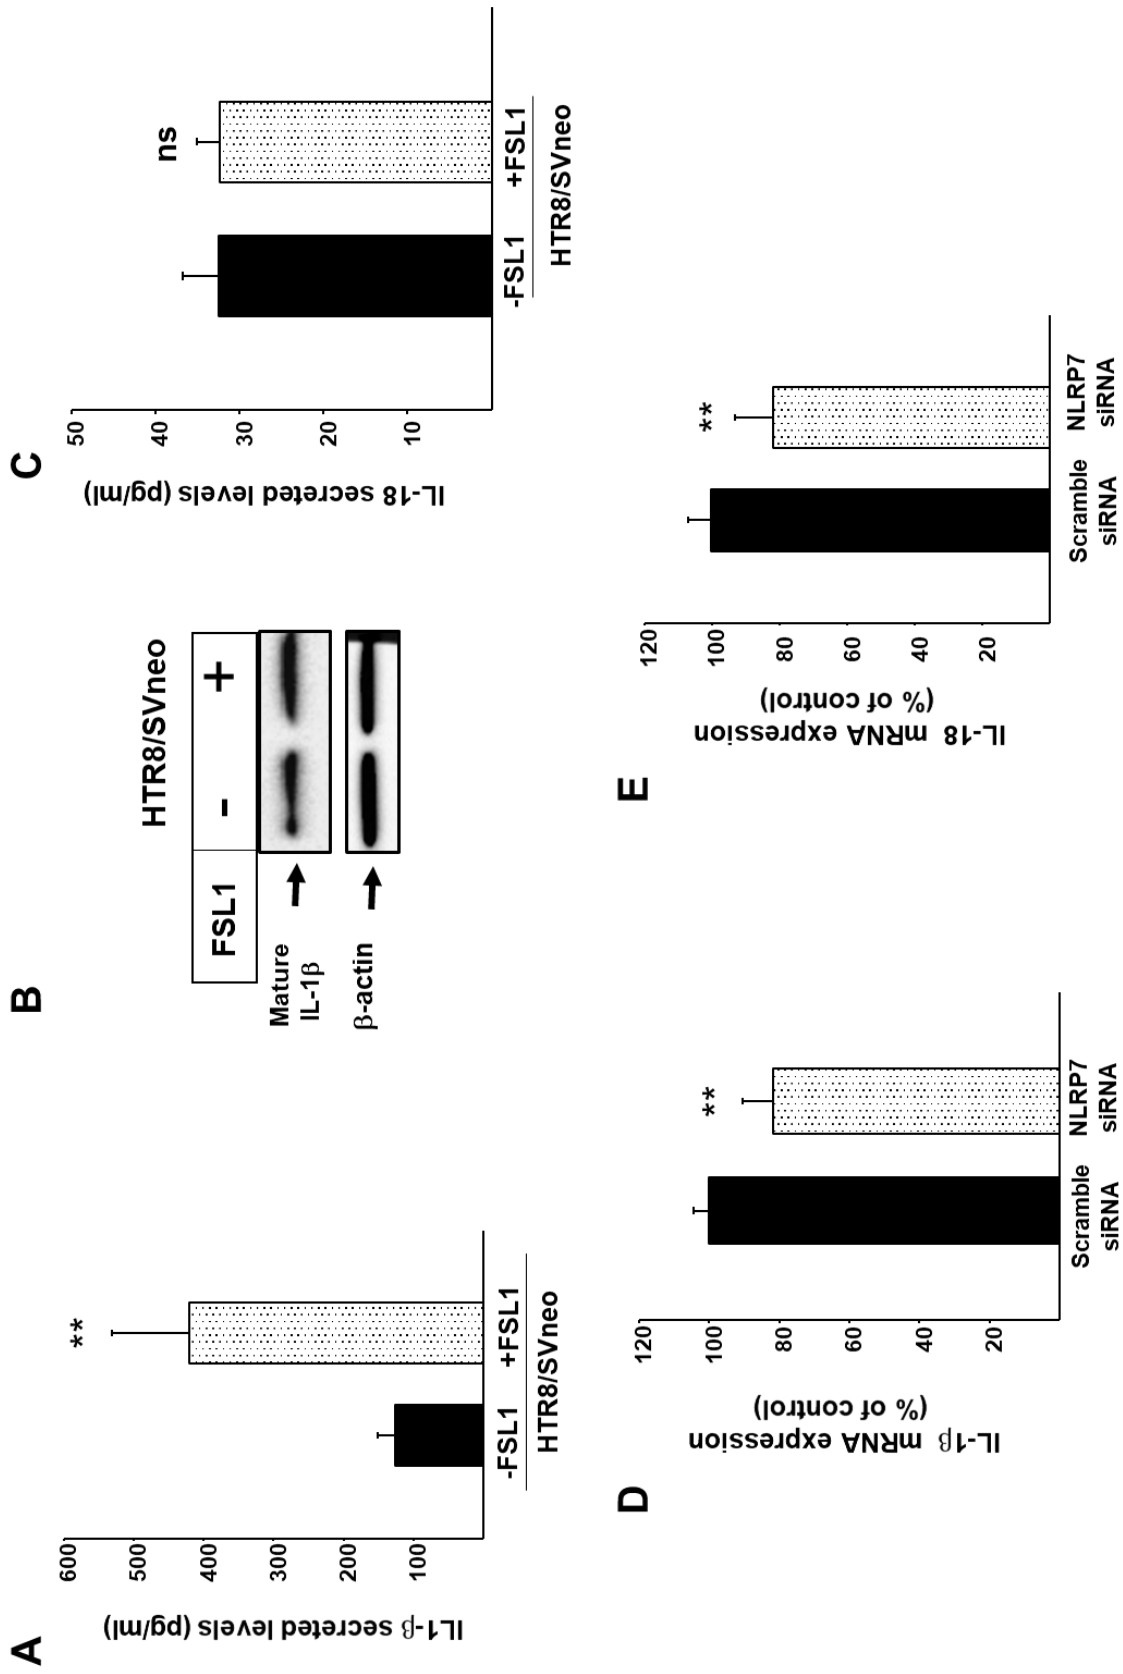 A
IL1-β secreted levels (pg/ml)
600
500
400
300
200
100
**
-FSL1 +FSL1
HTR8/SVneo
B
HTR8/SVneo
FSL1 - +
Mature
IL-1β
β-actin
C
IL-18 secreted levels (pg/ml)
50
40
30
20
10
ns
-FSL1 +FSL1
HTR8/SVneo
D
IL-1β mRNA expression
(% of control)
120
100
80
60
40
20
**
Scramble
siRNA
NLRP7
siRNA
E
IL-18 mRNA expression
(% of control)
120
100
80
60
40
20
**
Scramble
siRNA
NLRP7
siRNA